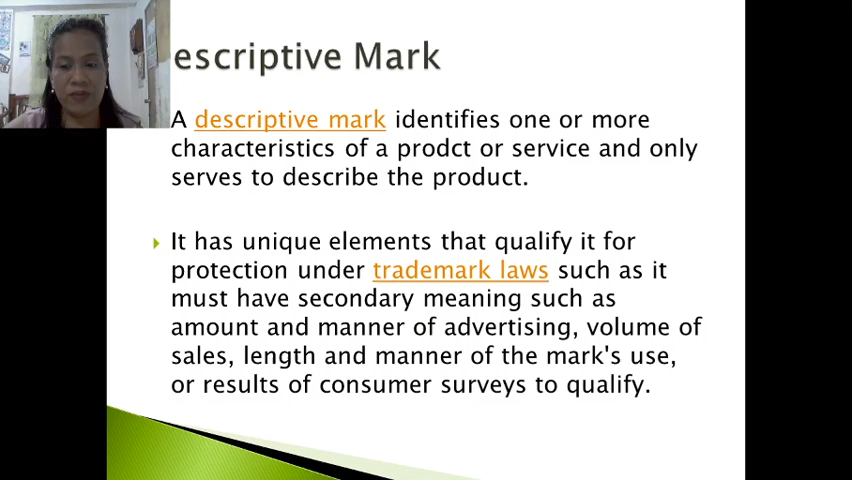 escriptive Mark
A descriptive mark identifies one or more
characteristics of a prodct or service and only
serves to describe the product.
It has unique elements that qualify it for
protection under trademark laws such as it
must have secondary meaning such as
amount and manner of advertising, volume of
sales, length and manner of the mark's use,
or results of consumer surveys to qualify.